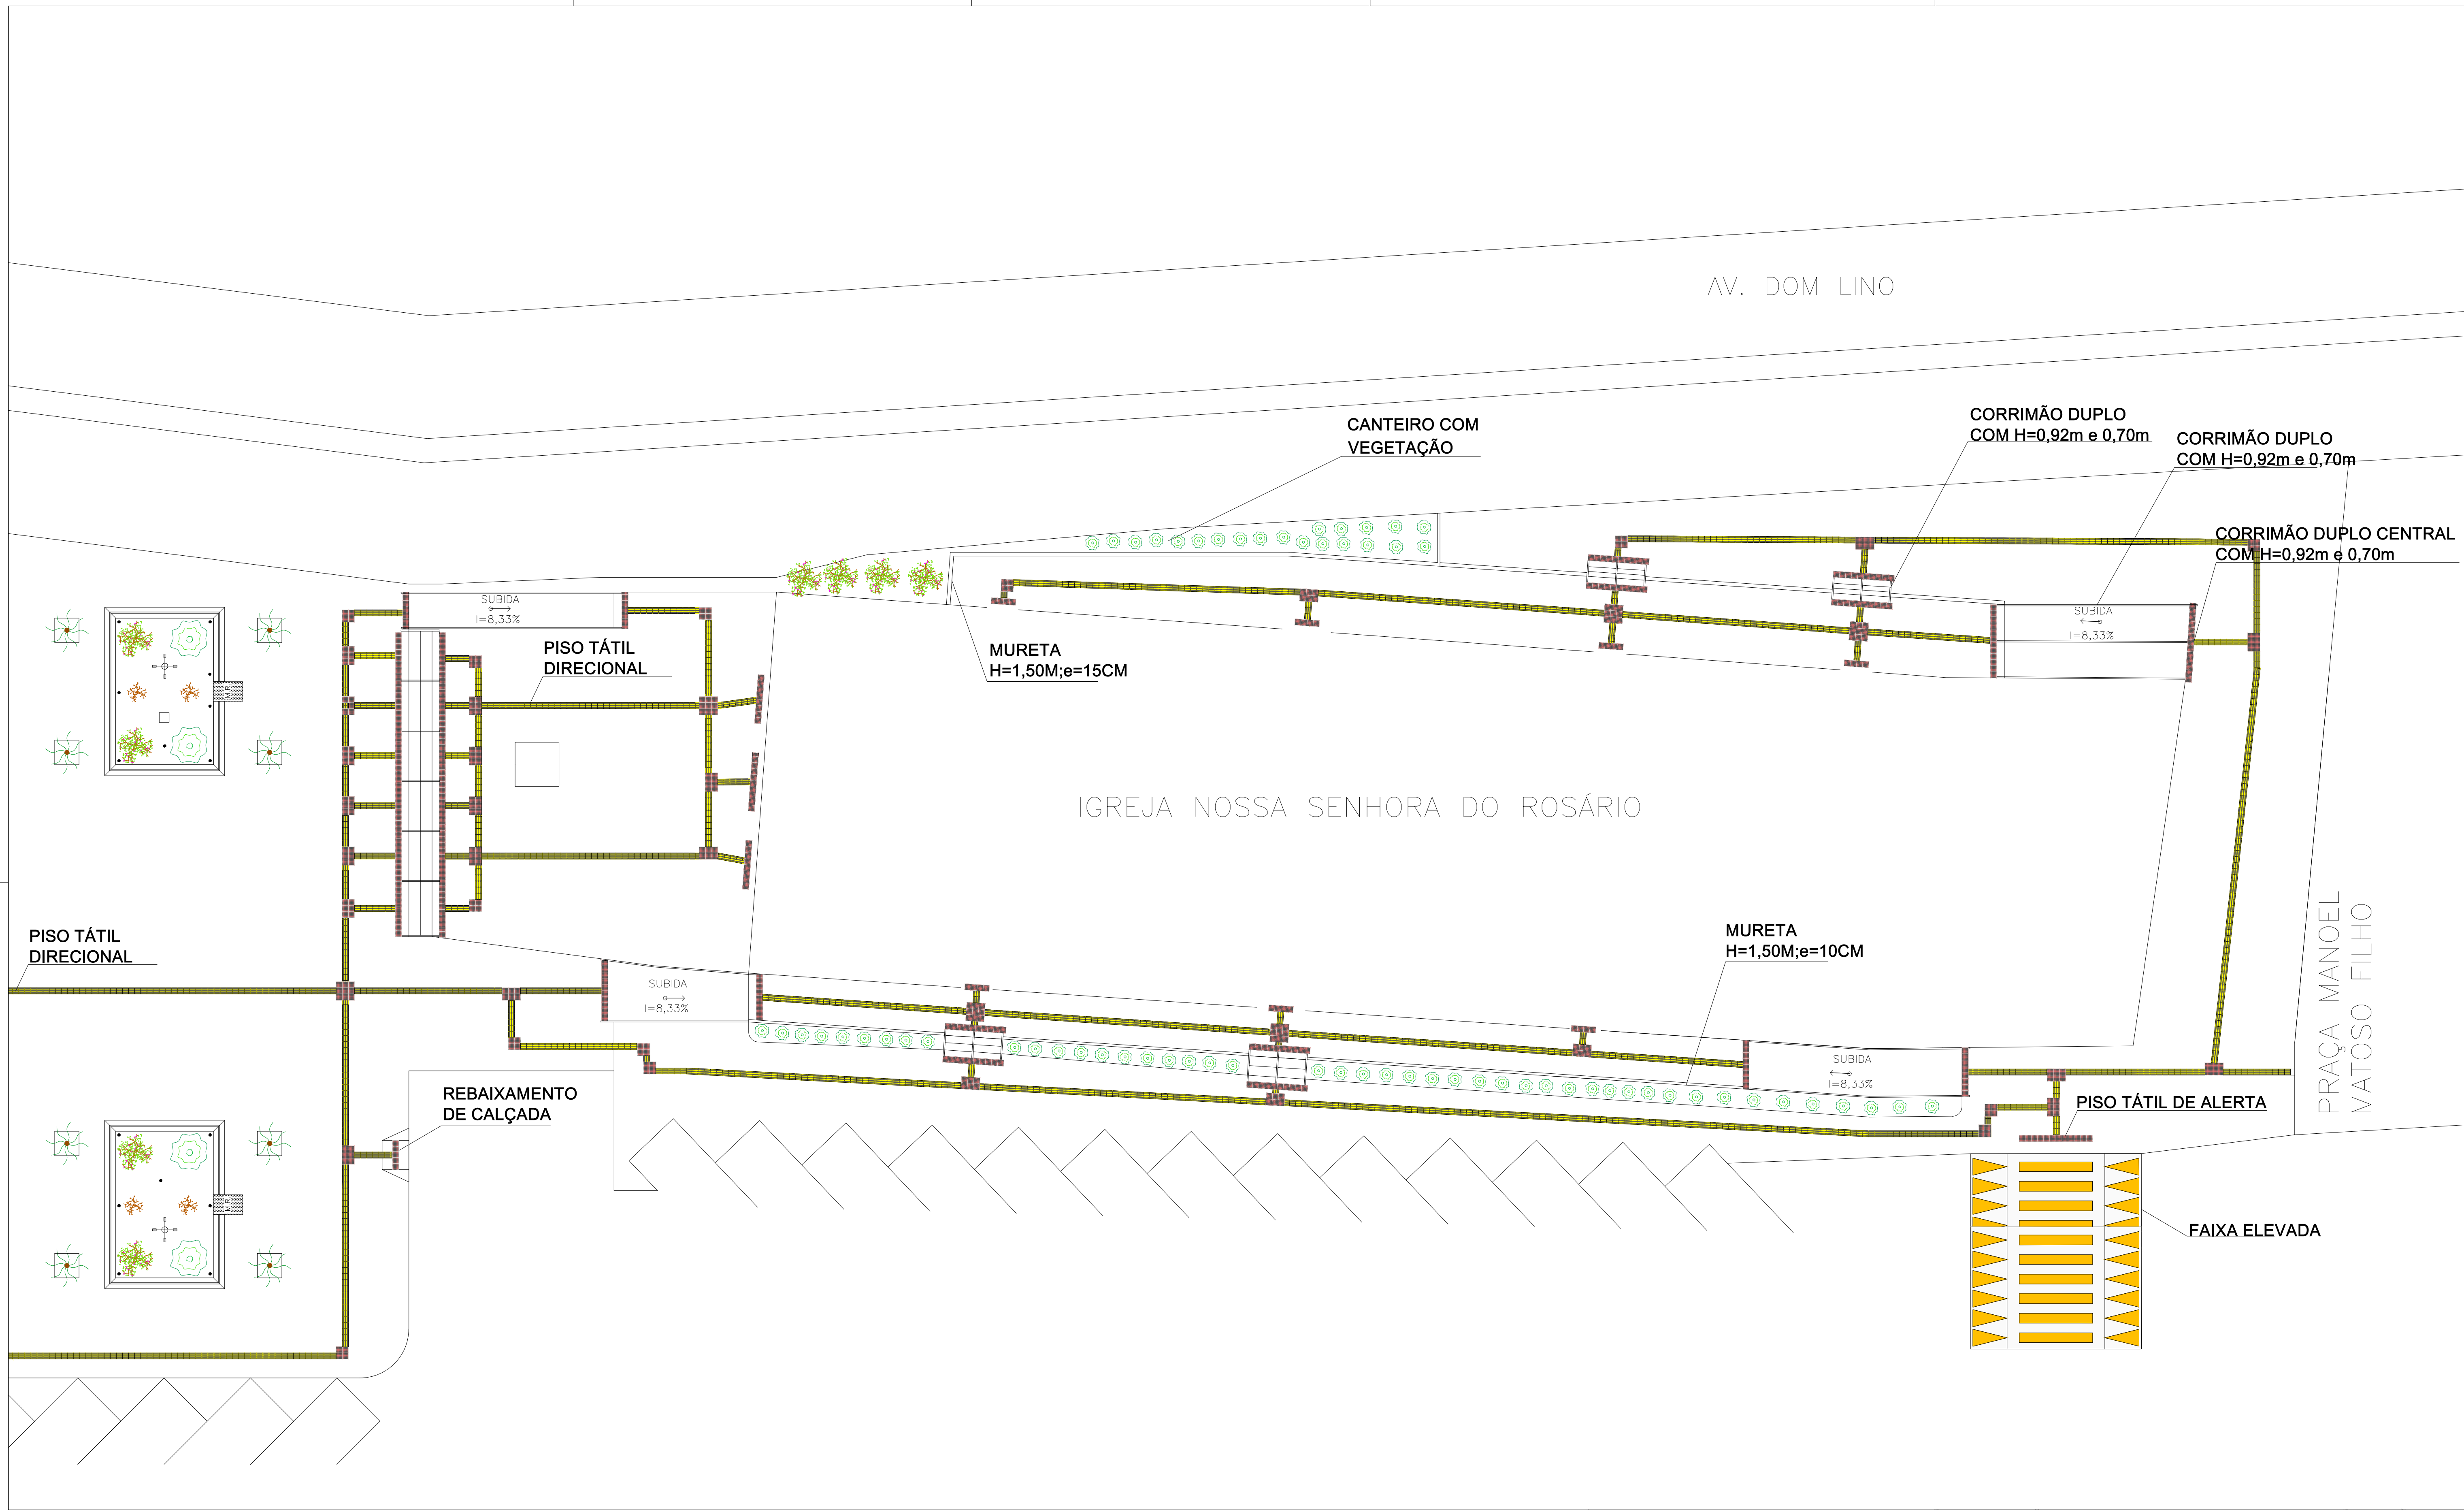 AV. DOM LINO
CANTEIRO COM
VEGETAÇÃO
CORRIMÃO DUPLO
COM H=0,92m e 0,70m
CORRIMÃO DUPLO
COM H=0,92m e 0,70m
CORRIMÃO DUPLO CENTRAL
COM H=0,92m e 0,70m
SUBIDA
I=8,33%
SUBIDA
I=8,33%
PISO TÁTIL
DIRECIONAL
MURETA
H=1,50M;e=15CM
M.R.
IGREJA NOSSA SENHORA DO ROSÁRIO
PISO TÁTIL
DIRECIONAL
MURETA
H=1,50M;e=10CM
PRAÇA MANOEL
MATOSO FILHO
SUBIDA
I=8,33%
SUBIDA
I=8,33%
REBAIXAMENTO
DE CALÇADA
PISO TÁTIL DE ALERTA
M.R.
FAIXA ELEVADA